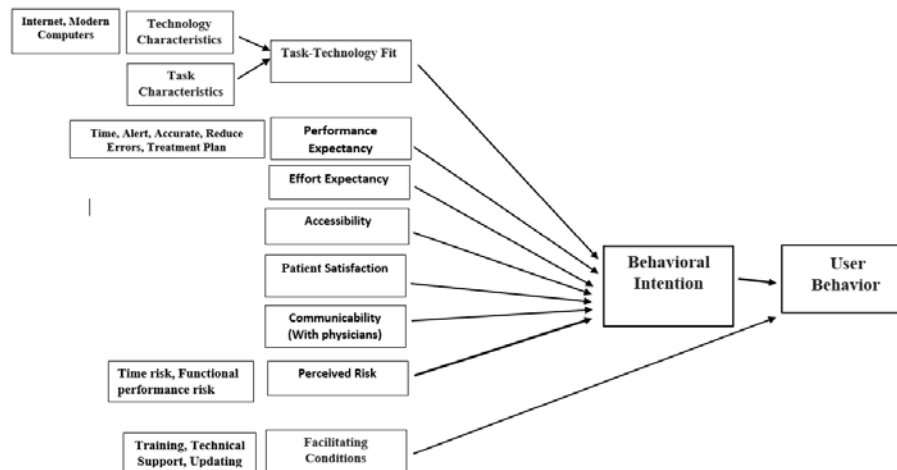 Internet, Modern
Computers
Technology
Characteristics
Task-Technology Fit
Task
Characteristics
Time, Alert, Accurate, Reduce
Errors, Treatment Plan
Performance
Expectancy
Effort Expectancy
Accessibility
Patient Satisfaction
Communicability
(With physicians)
Time risk, Functional
performance risk
Perceived Risk
Training, Technical
Support, Updating
Facilitating
Conditions
Behavioral
Intention
User
Behavior